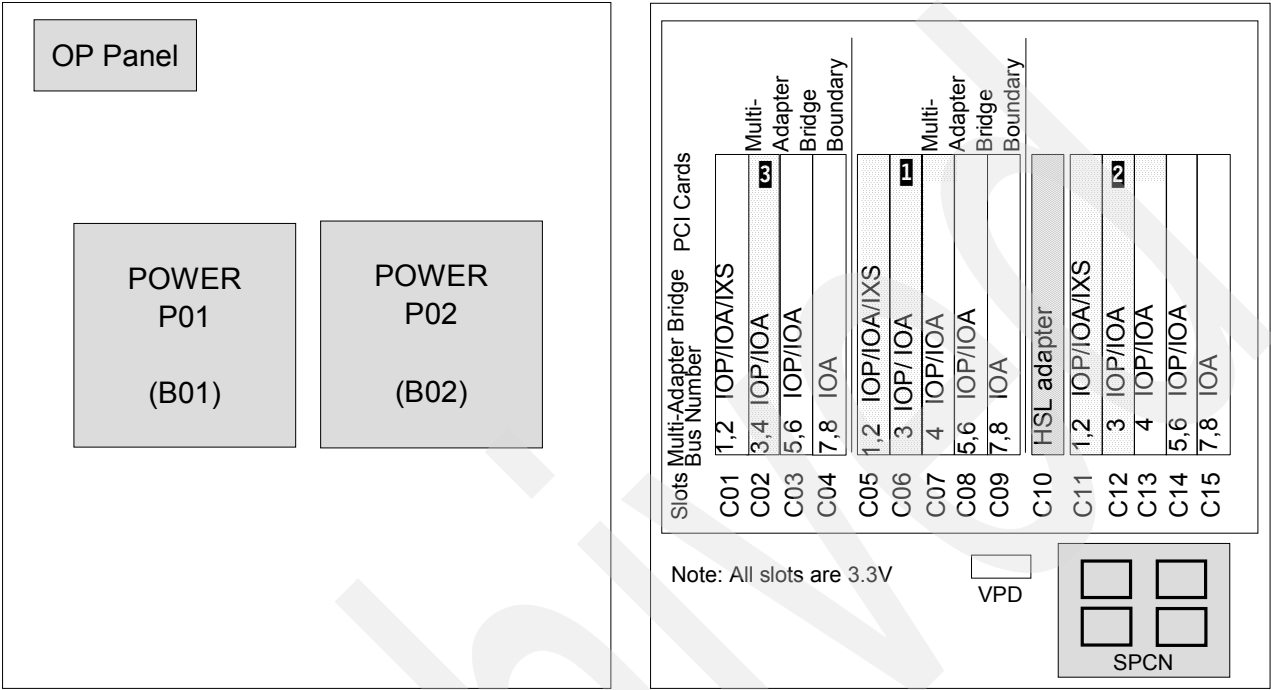 OP Panel
POWER
P01
(B01)
POWER
P02
(B02)
Slots
Multi-Adapter Bridge
Bus Number
PCI Cards
C01 1,2 IOP/IOA/IXS
C02 3,4 IOP/IOA 3
C03 5,6 IOP/IOA
C04 7,8 IOA
Multi-
Adapter
Bridge
Boundary
C05 1,2 IOP/IOA/IXS
C06 3 IOP/ IOA 1
C07 4 IOP/IOA
C08 5,6 IOP/IOA
C09 7,8 IOA
Multi-
Adapter
Bridge
Boundary
C10 HSL adapter
C11 1,2 IOP/IOA/IXS
C12 3 IOP/IOA 2
C13 4 IOP/IOA
C14 5,6 IOP/IOA
C15 7,8 IOA
Note: All slots are 3.3V
VPD
SPCN